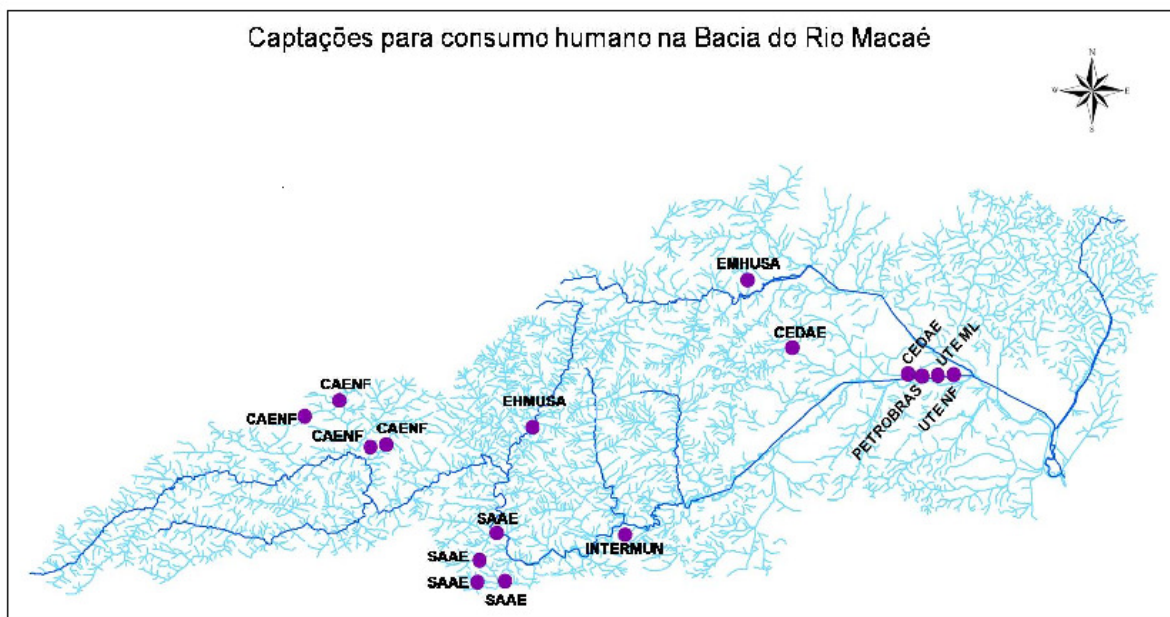 Captações para consumo humano na Bacia do Rio Macaé
N
W
E
S
EMHUSA
CEDAE
CEDAE
UTE ML
PETROBRAS
UTE NF
CAENF
CAENF
CAENF
CAENF
EHMUSA
SAAE
SAAE
SAAE
SAAE
INTERMUN